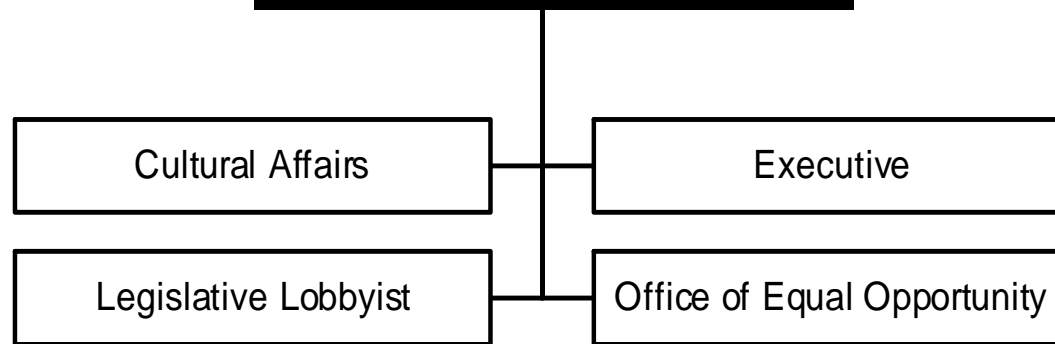 Cultural Affairs
Executive
Legislative Lobbyist
Office of Equal Opportunity